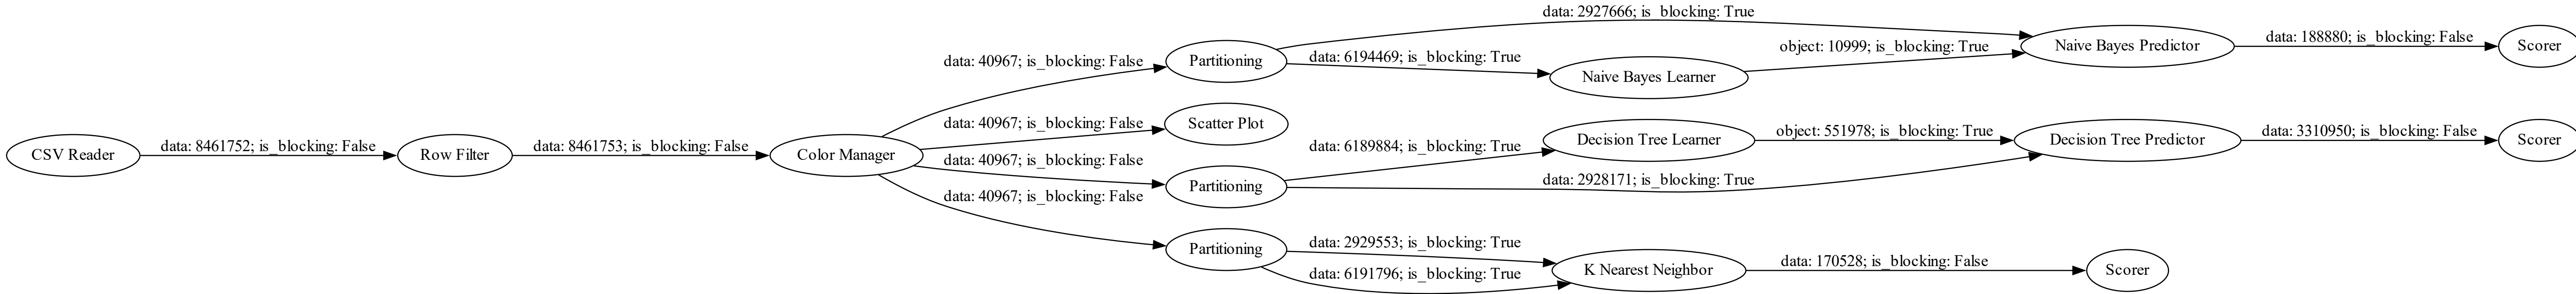 data: 2927666; is_blocking: True
data: 40967; is_blocking: False
Partitioning
data: 6194469; is_blocking: True
Naive Bayes Learner
object: 10999; is_blocking: True
Naive Bayes Predictor
data: 188880; is_blocking: False
Scorer
CSV Reader
data: 8461752; is_blocking: False
Row Filter
data: 8461753; is_blocking: False
Color Manager
data: 40967; is_blocking: False
Scatter Plot
data: 40967; is_blocking: False
Partitioning
data: 6189884; is_blocking: True
Decision Tree Learner
object: 551978; is_blocking: True
Decision Tree Predictor
data: 3310950; is_blocking: False
Scorer
data: 2928171; is_blocking: True
data: 40967; is_blocking: False
Partitioning
data: 2929553; is_blocking: True
data: 6191796; is_blocking: True
K Nearest Neighbor
data: 170528; is_blocking: False
Scorer